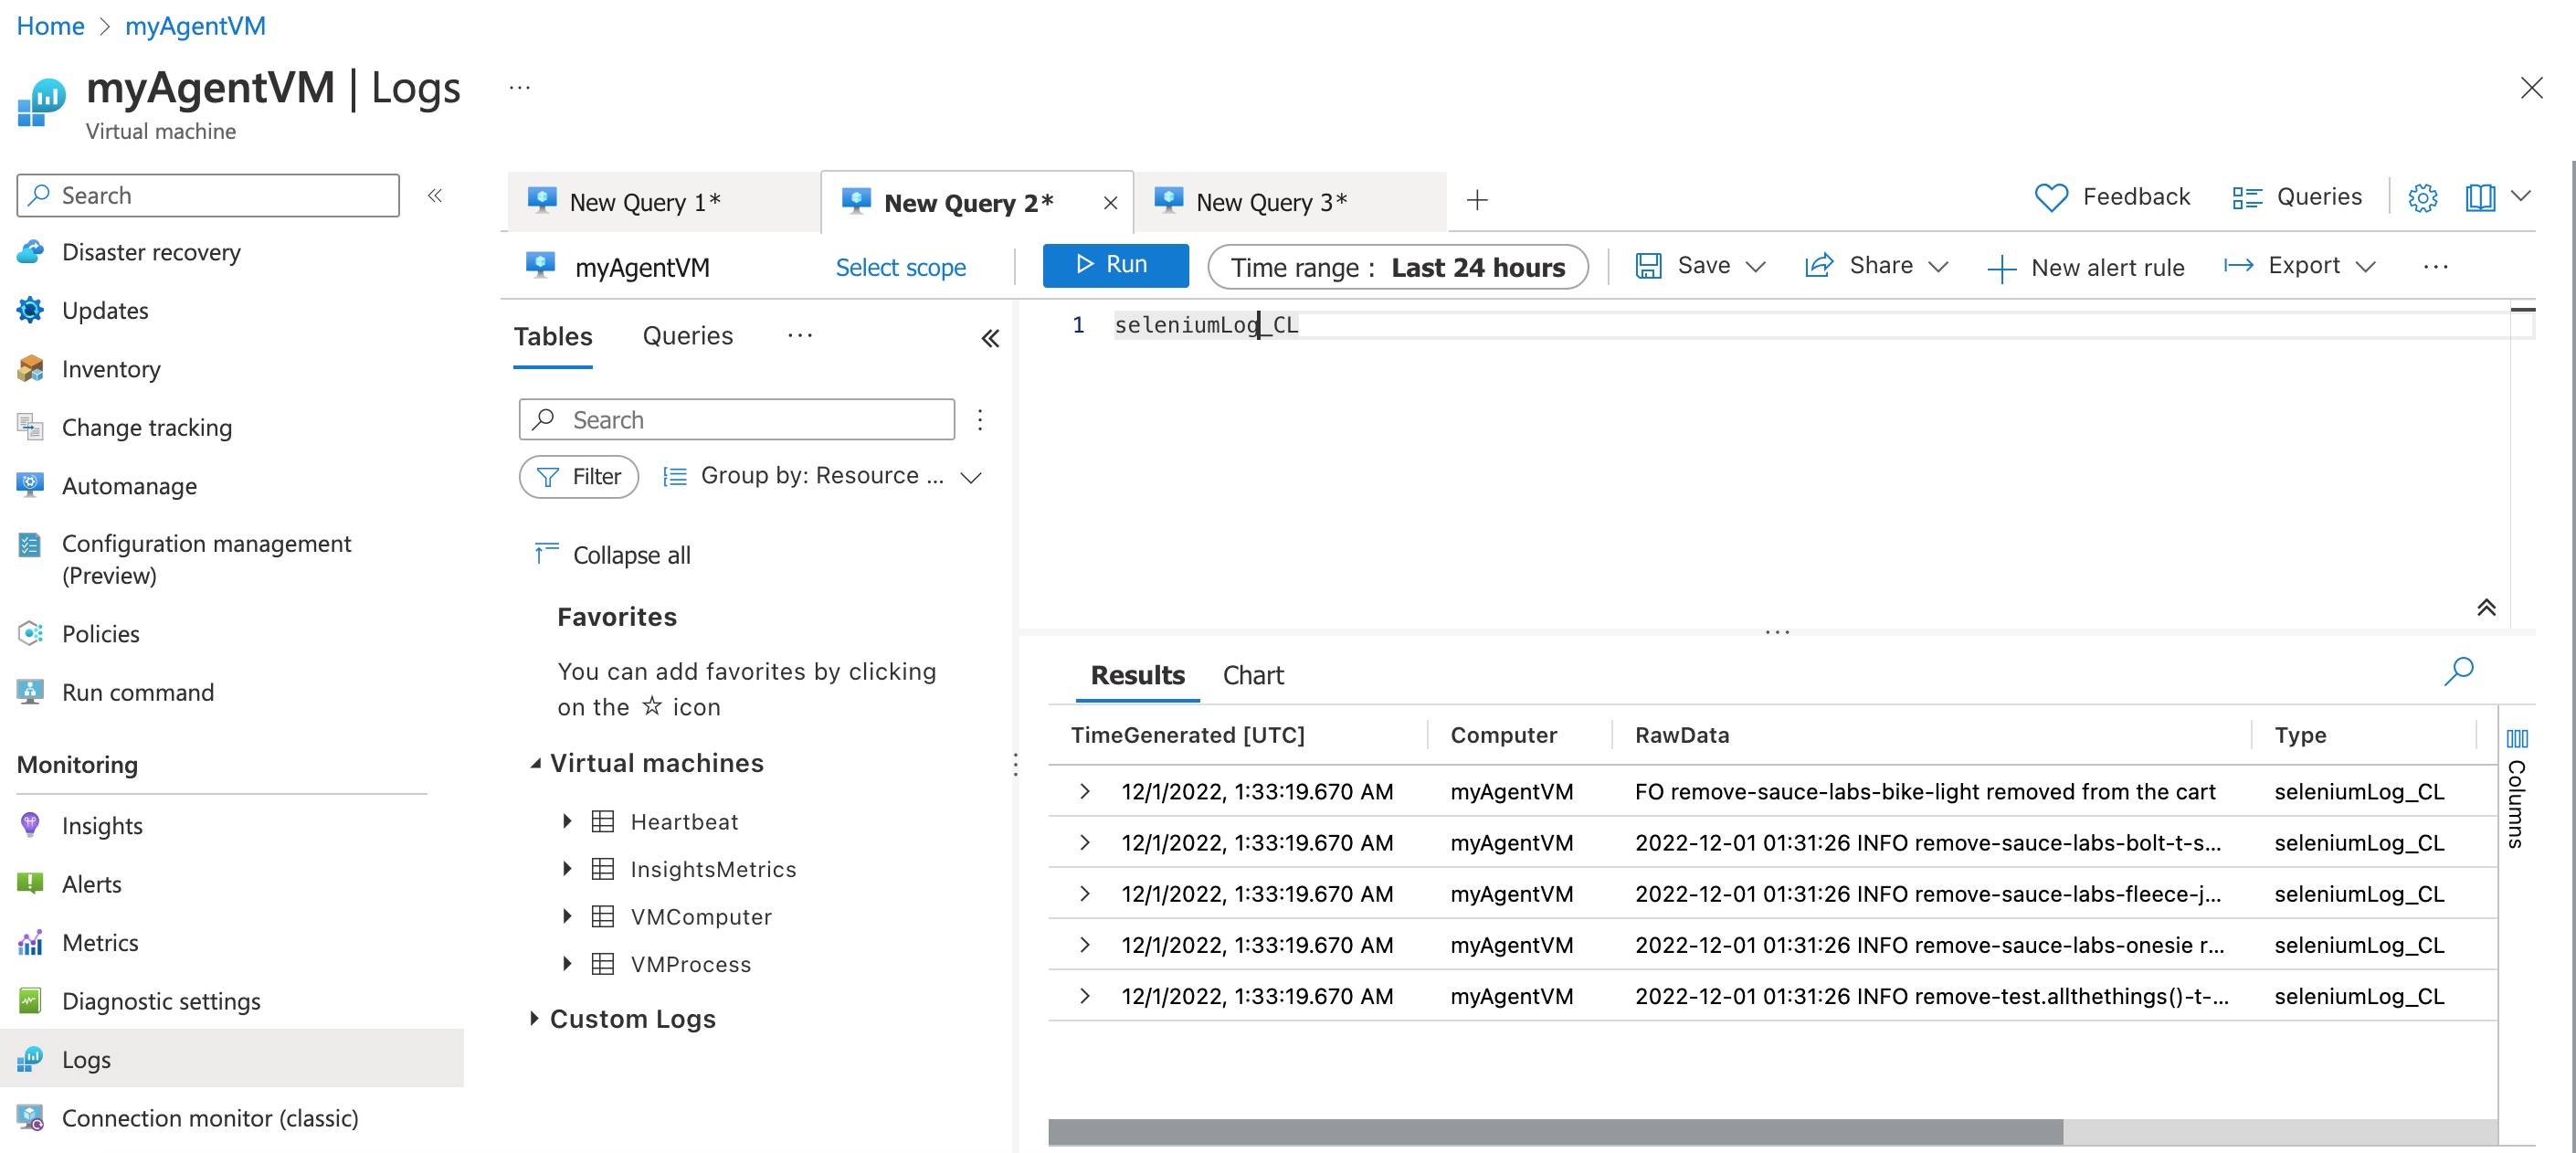 Home > myAgentVM
myAgentVM | Logs ...
Virtual machine
Search «
Disaster recovery
Updates
Inventory
Change tracking
Automanage
Configuration management
(Preview)
Policies
Run command
Monitoring
Insights
Alerts
Metrics
Diagnostic settings
Logs
Connection monitor (classic)
New Query 1*
New Query 2*
New Query 3*
Feedback
Queries
myAgentVM
Select scope
Run
Time range : Last 24 hours
Save
Share
New alert rule
Export
...
Tables
Queries
...
Search
Filter
Group by: Resource ...
Collapse all
Favorites
You can add favorites by clicking
on the ☆ icon
Virtual machines
Heartbeat
InsightsMetrics
VMComputer
VMProcess
Custom Logs
1 seleniumLog_CL
...
Results Chart
TimeGenerated [UTC] Computer RawData Type
12/1/2022, 1:33:19.670 AM myAgentVM FO remove-sauce-labs-bike-light removed from the cart seleniumLog_CL
12/1/2022, 1:33:19.670 AM myAgentVM 2022-12-01 01:31:26 INFO remove-sauce-labs-bolt-t-s... seleniumLog_CL
12/1/2022, 1:33:19.670 AM myAgentVM 2022-12-01 01:31:26 INFO remove-sauce-labs-fleece-j... seleniumLog_CL
12/1/2022, 1:33:19.670 AM myAgentVM 2022-12-01 01:31:26 INFO remove-sauce-labs-onesie r... seleniumLog_CL
12/1/2022, 1:33:19.670 AM myAgentVM 2022-12-01 01:31:26 INFO remove-test.allthethings()-t-... seleniumLog_CL
Columns